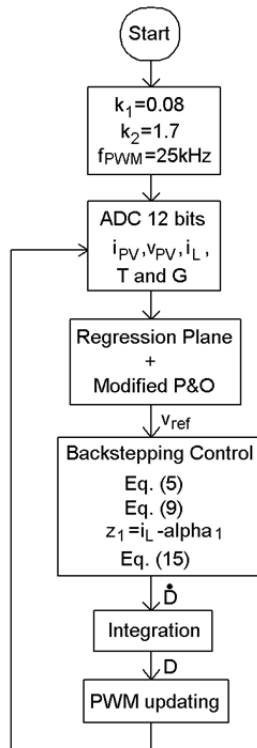 Start
k₁=0.08
k₂=1.7
fPWM=25kHz
ADC 12 bits
iPV,vPV,iL,
T and G
Regression Plane
+
Modified P&O
vref
Backstepping Control
Eq. (5)
Eq. (9)
z₁=iL-alpha₁
Eq. (15)
Ḋ
Integration
D
PWM updating